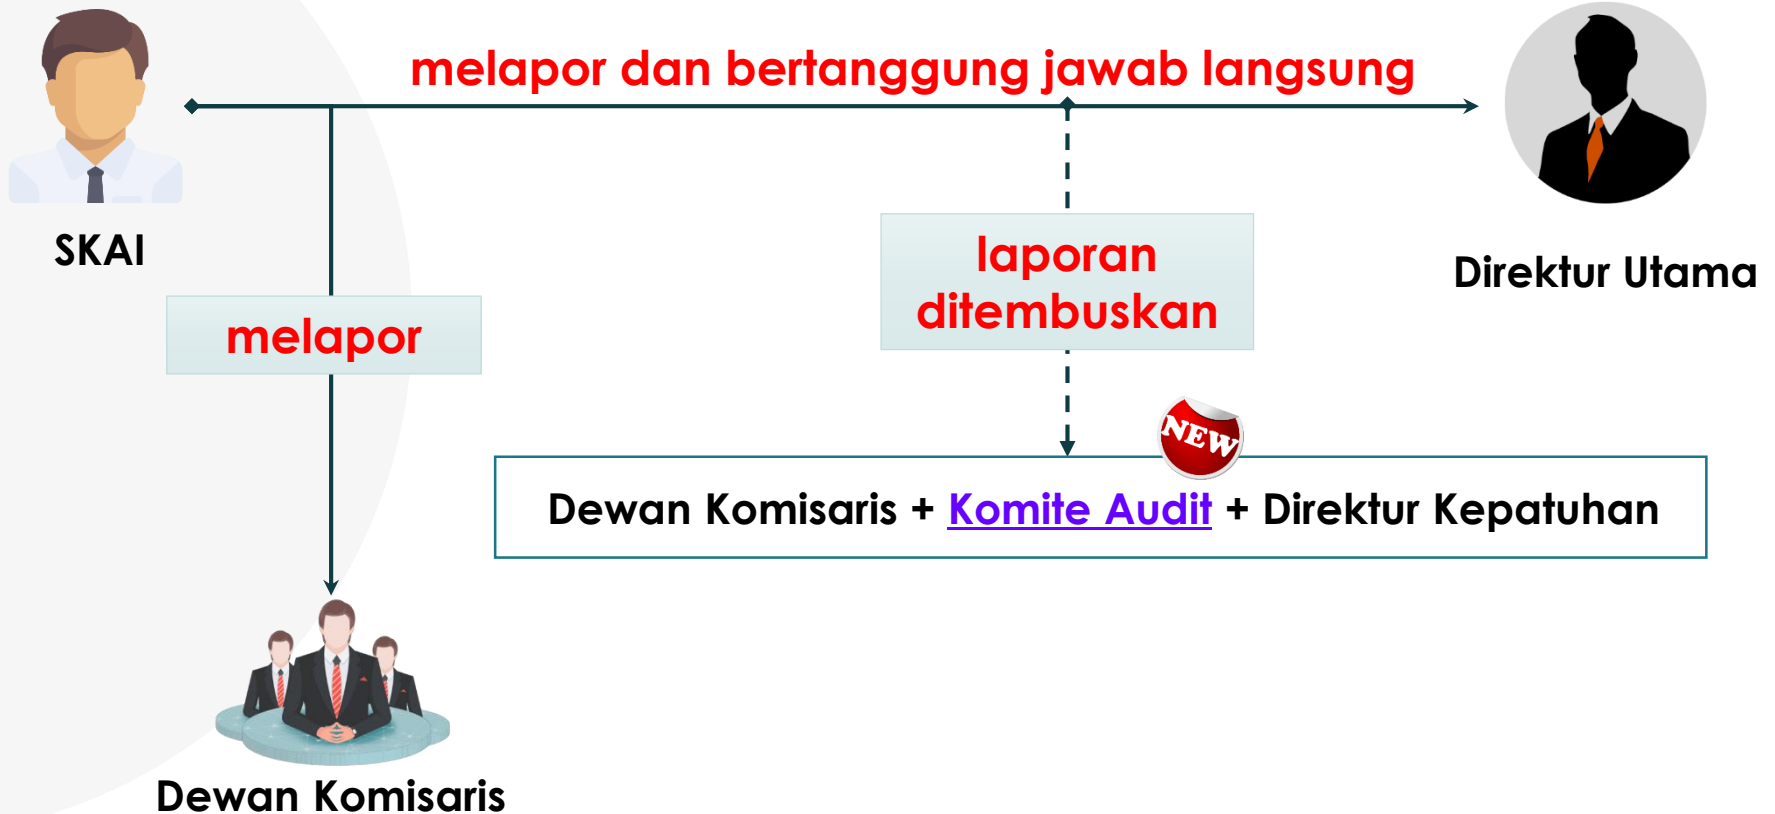 melapor dan bertanggung jawab langsung
SKAI
Direktur Utama
laporan
ditembuskan
melapor
NEW
Dewan Komisaris + Komite Audit + Direktur Kepatuhan
Dewan Komisaris